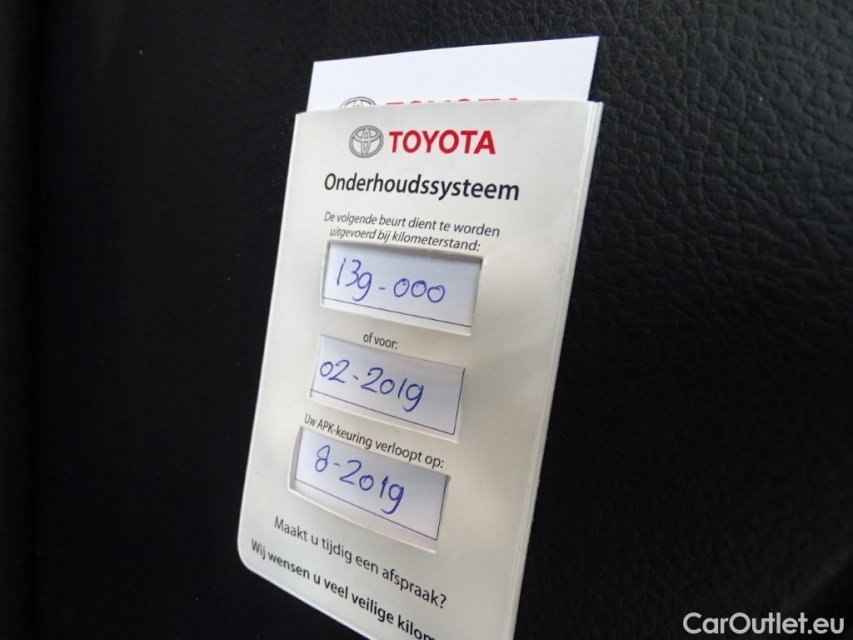 TOYOTA
Onderhoudssysteem
De volgende beurt dient te worden
uitgevoerd bij kilometerstand:
139-000
of voor:
02-2019
Uw APK-keuring verloopt op:
8-2019
Maakt u tijdig een afspraak?
Wij wensen u veel veilige kilom
CarOutlet.eu